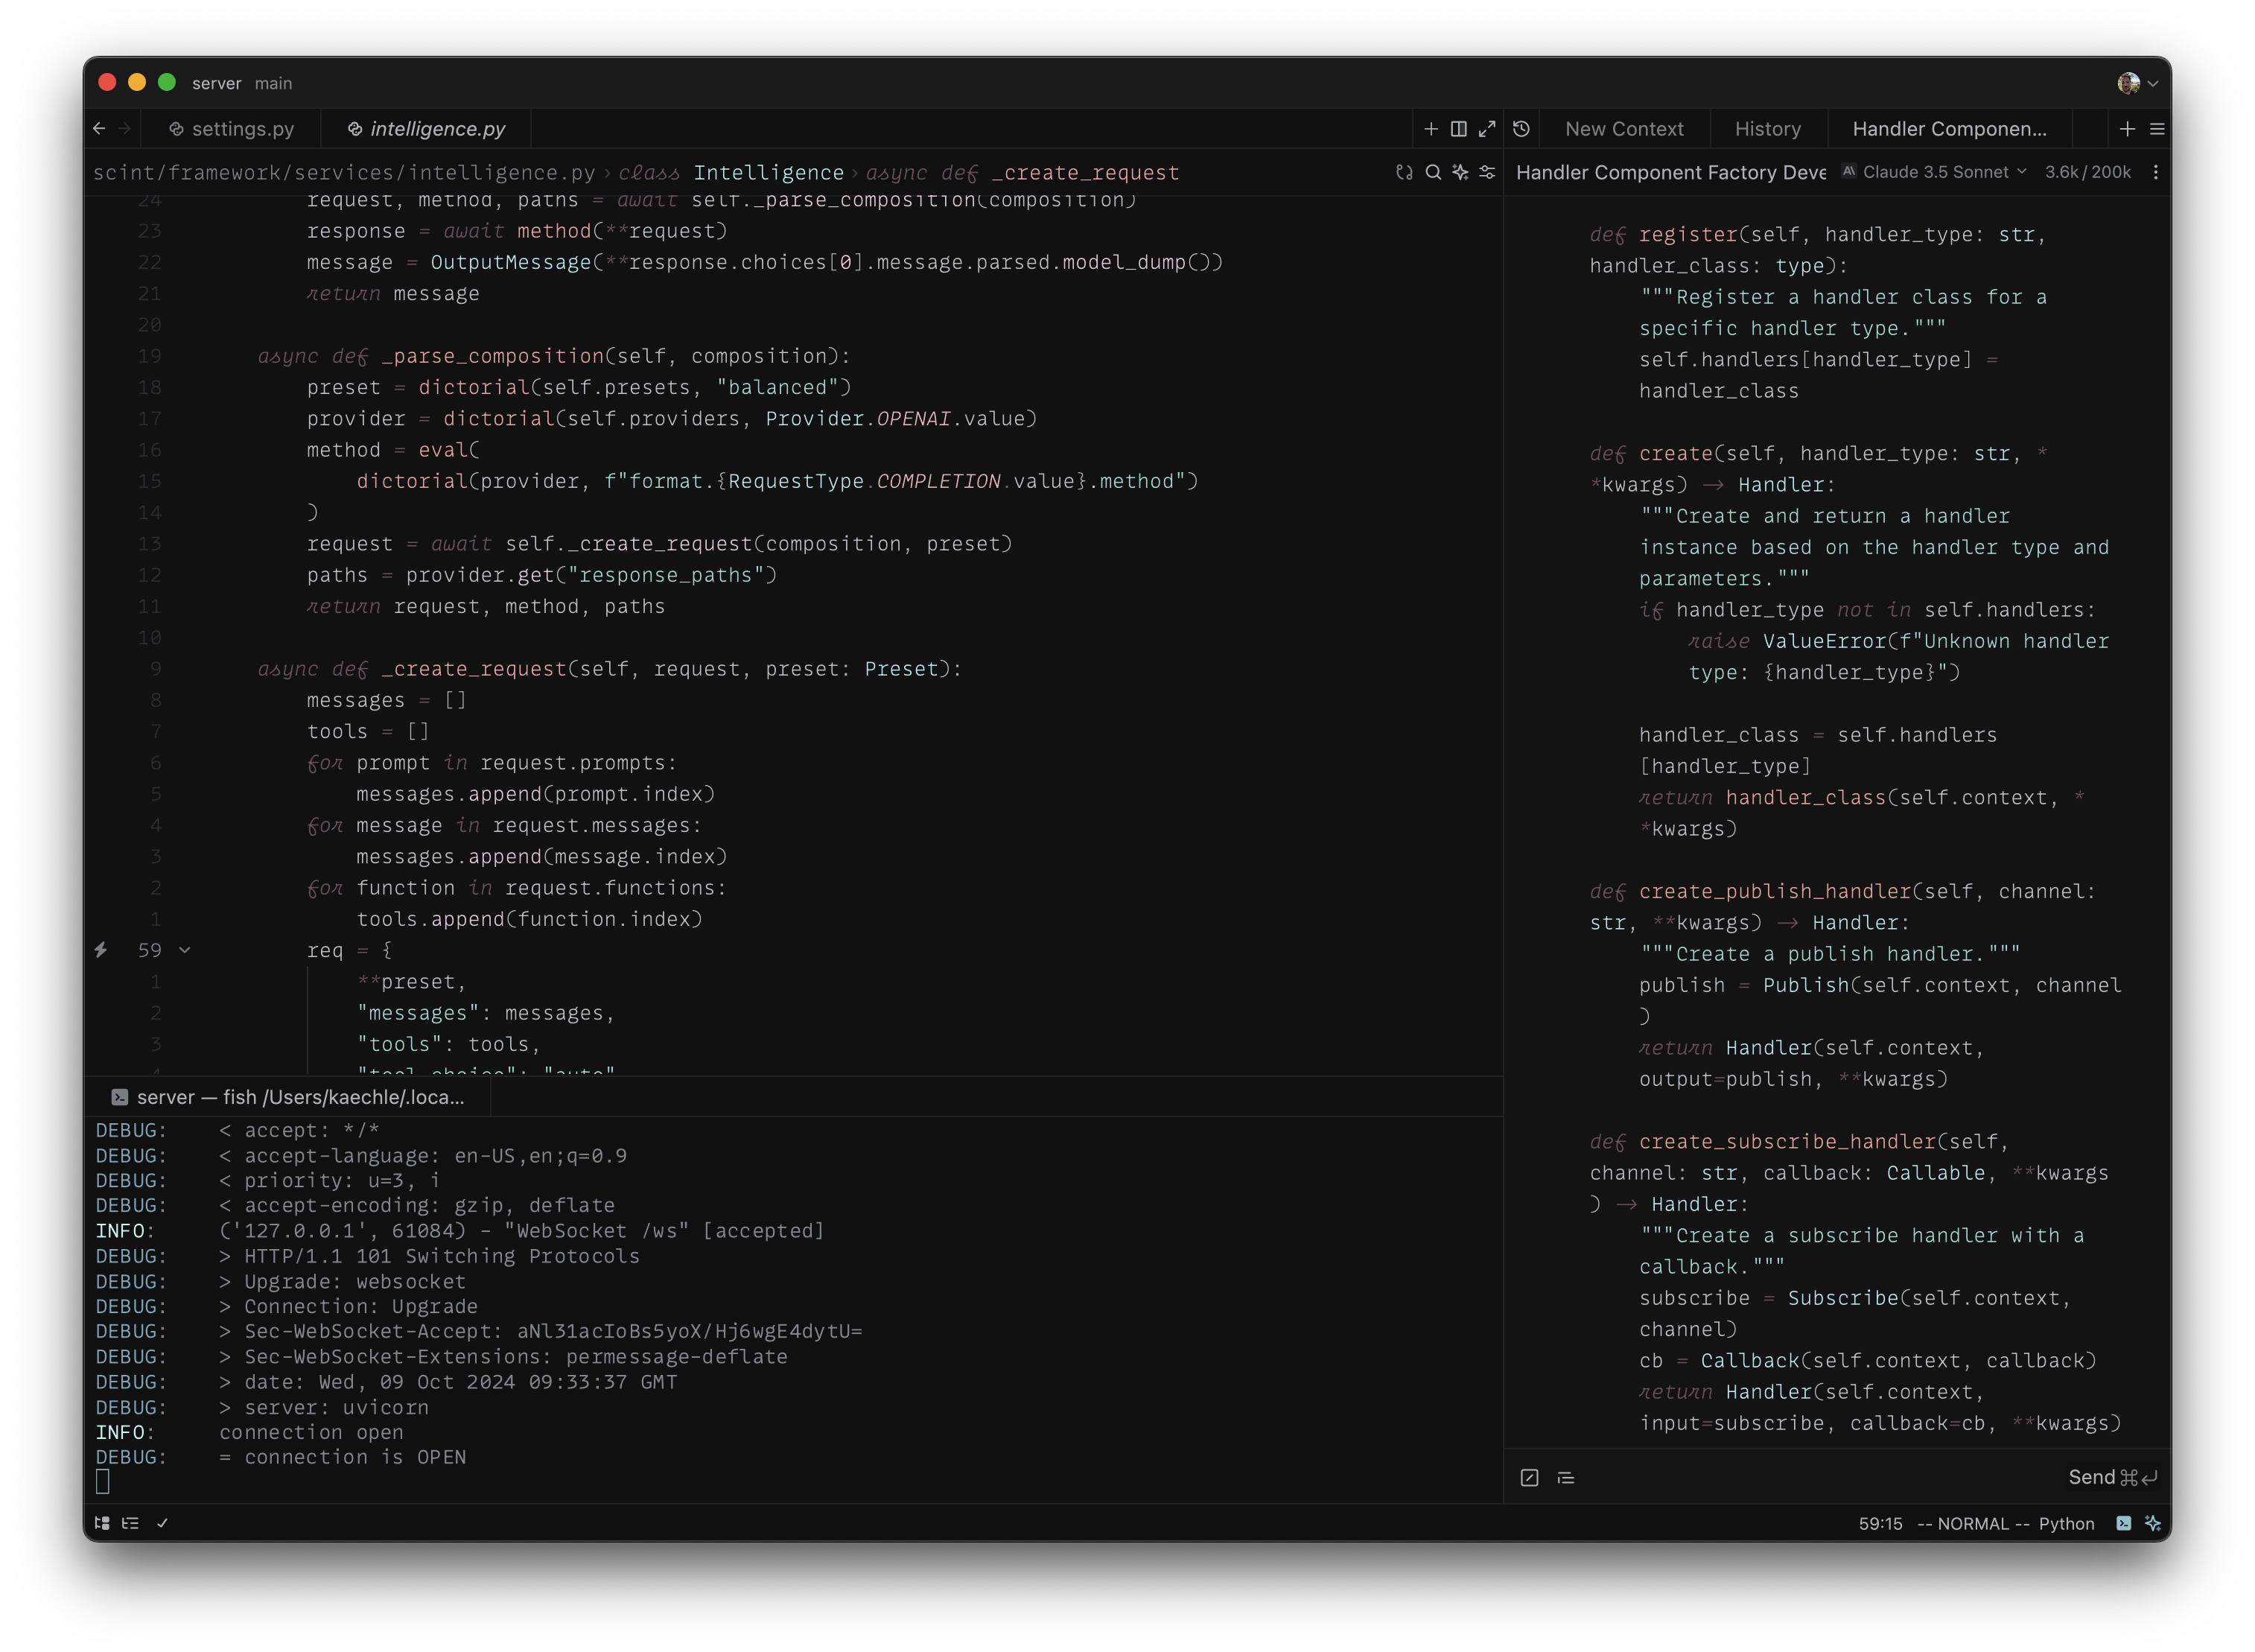 server main
settings.py
intelligence.py
New Context
History
Handler Componen...
scint/framework/services/intelligence.py › class Intelligence › async def _create_request
Handler Component Factory Deve
Claude 3.5 Sonnet
3.6k/200k
24 request, method, paths = await self._parse_composition(composition)
23 response = await method(**request)
22 message = OutputMessage(**response.choices[0].message.parsed.model_dump())
21 return message
20
19 async def _parse_composition(self, composition):
18 preset = dictorial(self.presets, "balanced")
17 provider = dictorial(self.providers, Provider.OPENAI.value)
16 method = eval(
15 dictorial(provider, f"format.{RequestType.COMPLETION.value}.method")
14 )
13 request = await self._create_request(composition, preset)
12 paths = provider.get("response_paths")
11 return request, method, paths
10
9 async def _create_request(self, request, preset: Preset):
8 messages = []
7 tools = []
6 for prompt in request.prompts:
5 messages.append(prompt.index)
4 for message in request.messages:
3 messages.append(message.index)
2 for function in request.functions:
1 tools.append(function.index)
59 req = {
1 **preset,
2 "messages": messages,
3 "tools": tools,
4 "tool_choice": "auto"
server — fish /Users/kaechle/.loca...
DEBUG: < accept: */*
DEBUG: < accept-language: en-US,en;q=0.9
DEBUG: < priority: u=3, i
DEBUG: < accept-encoding: gzip, deflate
INFO: ('127.0.0.1', 61084) - "WebSocket /ws" [accepted]
DEBUG: > HTTP/1.1 101 Switching Protocols
DEBUG: > Upgrade: websocket
DEBUG: > Connection: Upgrade
DEBUG: > Sec-WebSocket-Accept: aNl31acIoBs5yoX/Hj6wgE4dytU=
DEBUG: > Sec-WebSocket-Extensions: permessage-deflate
DEBUG: > date: Wed, 09 Oct 2024 09:33:37 GMT
DEBUG: > server: uvicorn
INFO: connection open
DEBUG: = connection is OPEN
def register(self, handler_type: str,
handler_class: type):
"""Register a handler class for a
specific handler type."""
self.handlers[handler_type] =
handler_class
def create(self, handler_type: str, *
*kwargs) -> Handler:
"""Create and return a handler
instance based on the handler type and
parameters."""
if handler_type not in self.handlers:
raise ValueError(f"Unknown handler
type: {handler_type}")
handler_class = self.handlers
[handler_type]
return handler_class(self.context, *
*kwargs)
def create_publish_handler(self, channel:
str, **kwargs) -> Handler:
"""Create a publish handler."""
publish = Publish(self.context, channel
)
return Handler(self.context,
output=publish, **kwargs)
def create_subscribe_handler(self,
channel: str, callback: Callable, **kwargs
) -> Handler:
"""Create a subscribe handler with a
callback."""
subscribe = Subscribe(self.context,
channel)
cb = Callback(self.context, callback)
return Handler(self.context,
input=subscribe, callback=cb, **kwargs)
Send ⌘↵
59:15 -- NORMAL -- Python